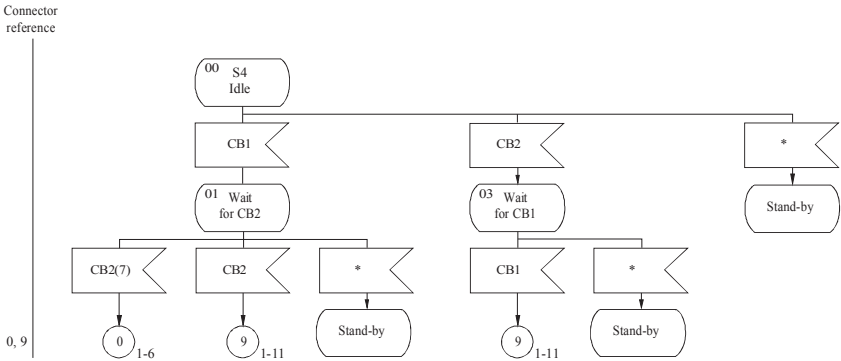 Connector
reference
00 S4
Idle
CB1 CB2 *
01 Wait
for CB2
03 Wait
for CB1
Stand-by
CB2(7) CB2 * CB1 *
0, 9
0 1-6
9 1-11
Stand-by
9 1-11
Stand-by